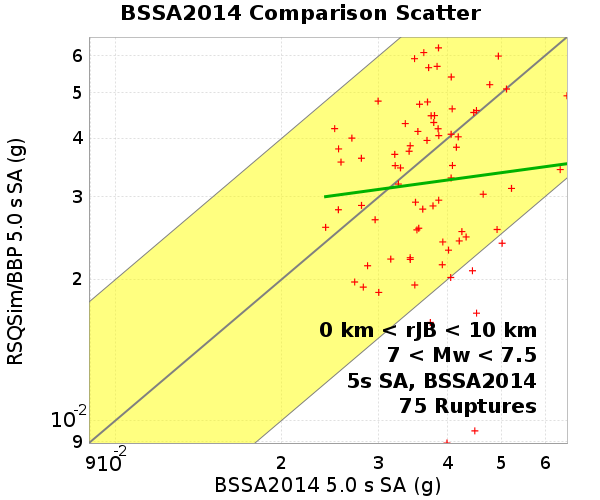 BSSA2014 Comparison Scatter
RSQSim/BBP 5.0 s SA (g)
6
5
4
3
2
10-2
9
0 km < rJB < 10 km
7 < Mw < 7.5
5s SA, BSSA2014
75 Ruptures
9 10-2 2 3 4 5 6
BSSA2014 5.0 s SA (g)